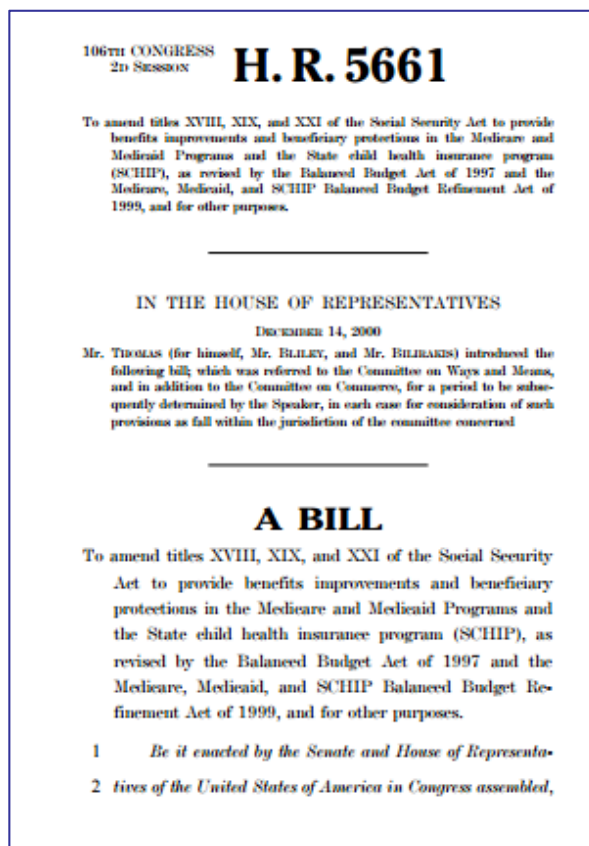 106TH CONGRESS
2D SESSION
H. R. 5661
To amend titles XVIII, XIX, and XXI of the Social Security Act to provide
benefits improvements and beneficiary protections in the Medicare and
Medicaid Programs and the State child health insurance program
(SCHIP), as revised by the Balanced Budget Act of 1997 and the
Medicare, Medicaid, and SCHIP Balanced Budget Refinement Act of
1999, and for other purposes.
IN THE HOUSE OF REPRESENTATIVES
DECEMBER 14, 2000
Mr. THOMAS (for himself, Mr. BLILEY, and Mr. BILIRAKIS) introduced the
following bill; which was referred to the Committee on Ways and Means,
and in addition to the Committee on Commerce, for a period to be subse-
quently determined by the Speaker, in each case for consideration of such
provisions as fall within the jurisdiction of the committee concerned
A BILL
To amend titles XVIII, XIX, and XXI of the Social Security
Act to provide benefits improvements and beneficiary
protections in the Medicare and Medicaid Programs and
the State child health insurance program (SCHIP), as
revised by the Balanced Budget Act of 1997 and the
Medicare, Medicaid, and SCHIP Balanced Budget Re-
finement Act of 1999, and for other purposes.
1 Be it enacted by the Senate and House of Representa-
2 tives of the United States of America in Congress assembled,